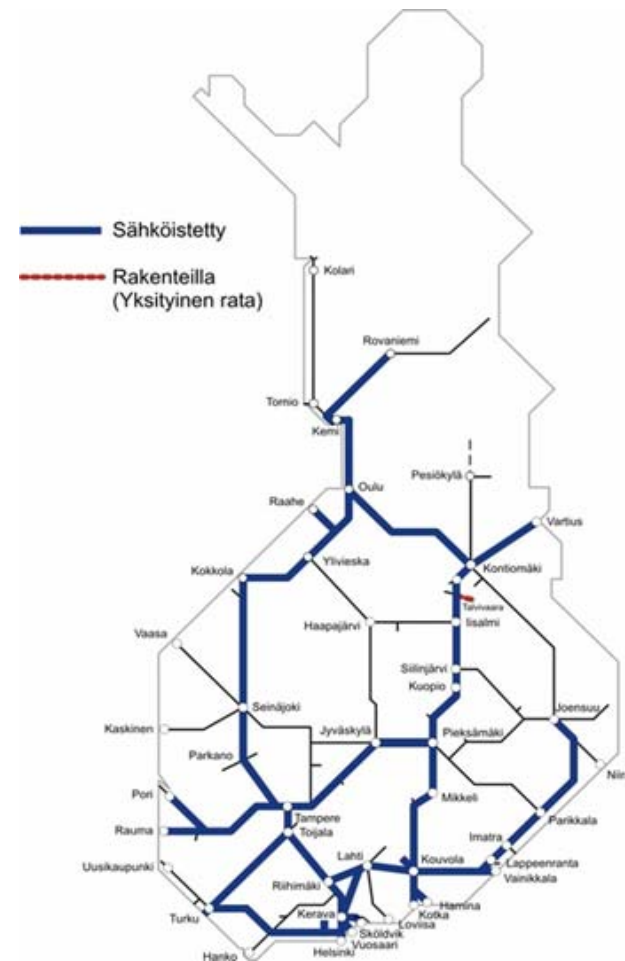 Sähköistetty
Rakenteilla
(Yksityinen rata)
Kolari
Rovaniemi
Tornio
Kemi
Pesiökylä
Oulu
Raahe
Vartius
Ylivieska
Kontiomäki
Kokkola
Talvivaara
Haapajärvi
Iisalmi
Vaasa
Siilinjärvi
Kuopio
Seinäjoki
Joensuu
Kaskinen
Jyväskylä
Pieksämäki
Parkano
Niir
Pori
Mikkeli
Tampere
Parikkala
Rauma
Toijala
Imatra
Lahti
Kouvola
Lappeenranta
Uusikaupunki
Vainikkala
Riihimäki
Hamina
Kotka
Turku
Kerava
Loviisa
Sköldvik
Vuosaari
Hanko
Helsinki